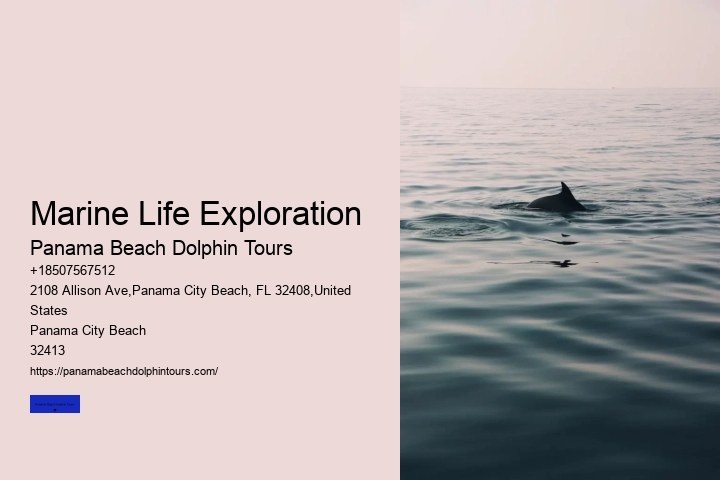 Marine Life Exploration
Panama Beach Dolphin Tours
+18507567512
2108 Allison Ave,Panama City Beach, FL 32408,United
States
Panama City Beach
32413
https://panamabeachdolphintours.com/